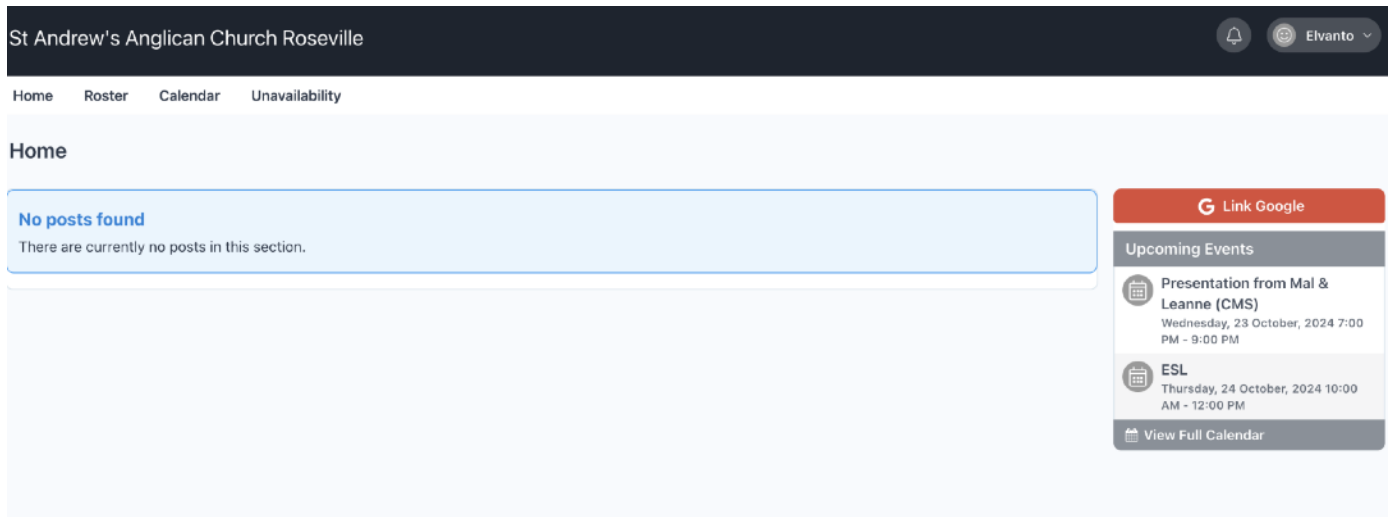 St Andrew's Anglican Church Roseville
Elvanto
Home Roster Calendar Unavailability
Home
No posts found
There are currently no posts in this section.
Link Google
Upcoming Events
Presentation from Mal &
Leanne (CMS)
Wednesday, 23 October, 2024 7:00
PM - 9:00 PM
ESL
Thursday, 24 October, 2024 10:00
AM - 12:00 PM
View Full Calendar